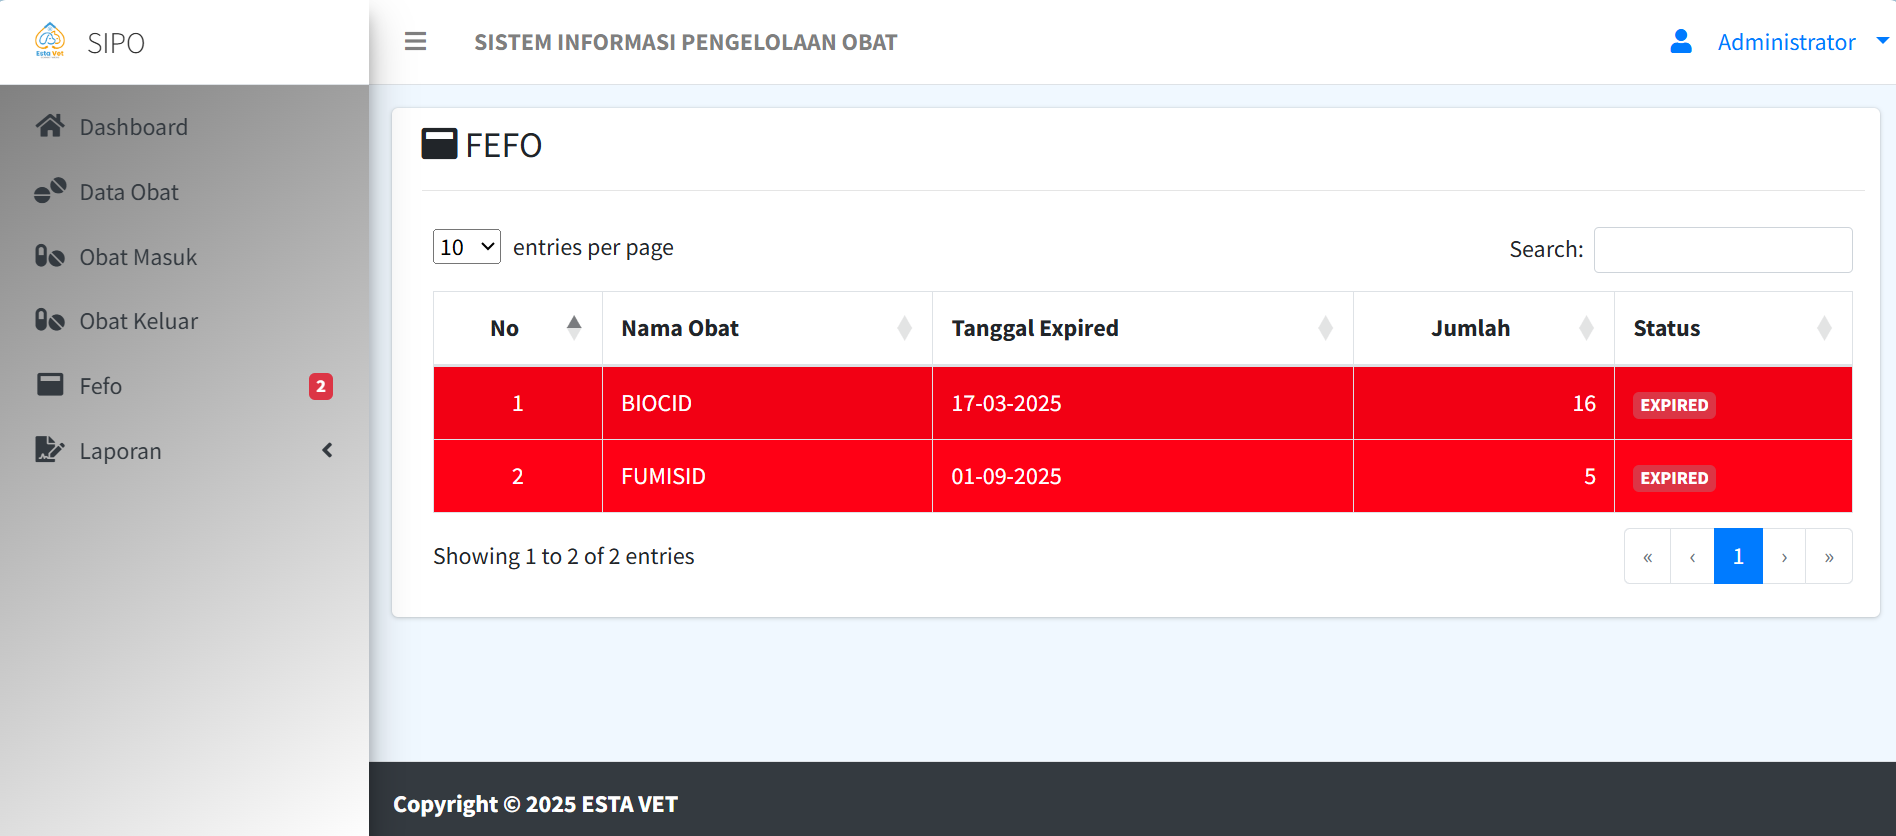 Esta Vet
SIPO
SISTEM INFORMASI PENGELOLAAN OBAT
Administrator
Dashboard
Data Obat
Obat Masuk
Obat Keluar
Fefo 2
Laporan
FEFO
10 entries per page
Search:
No Nama Obat Tanggal Expired Jumlah Status
1 BIOCID 17-03-2025 16 EXPIRED
2 FUMISID 01-09-2025 5 EXPIRED
Showing 1 to 2 of 2 entries
« ‹ 1 › »
Copyright © 2025 ESTA VET